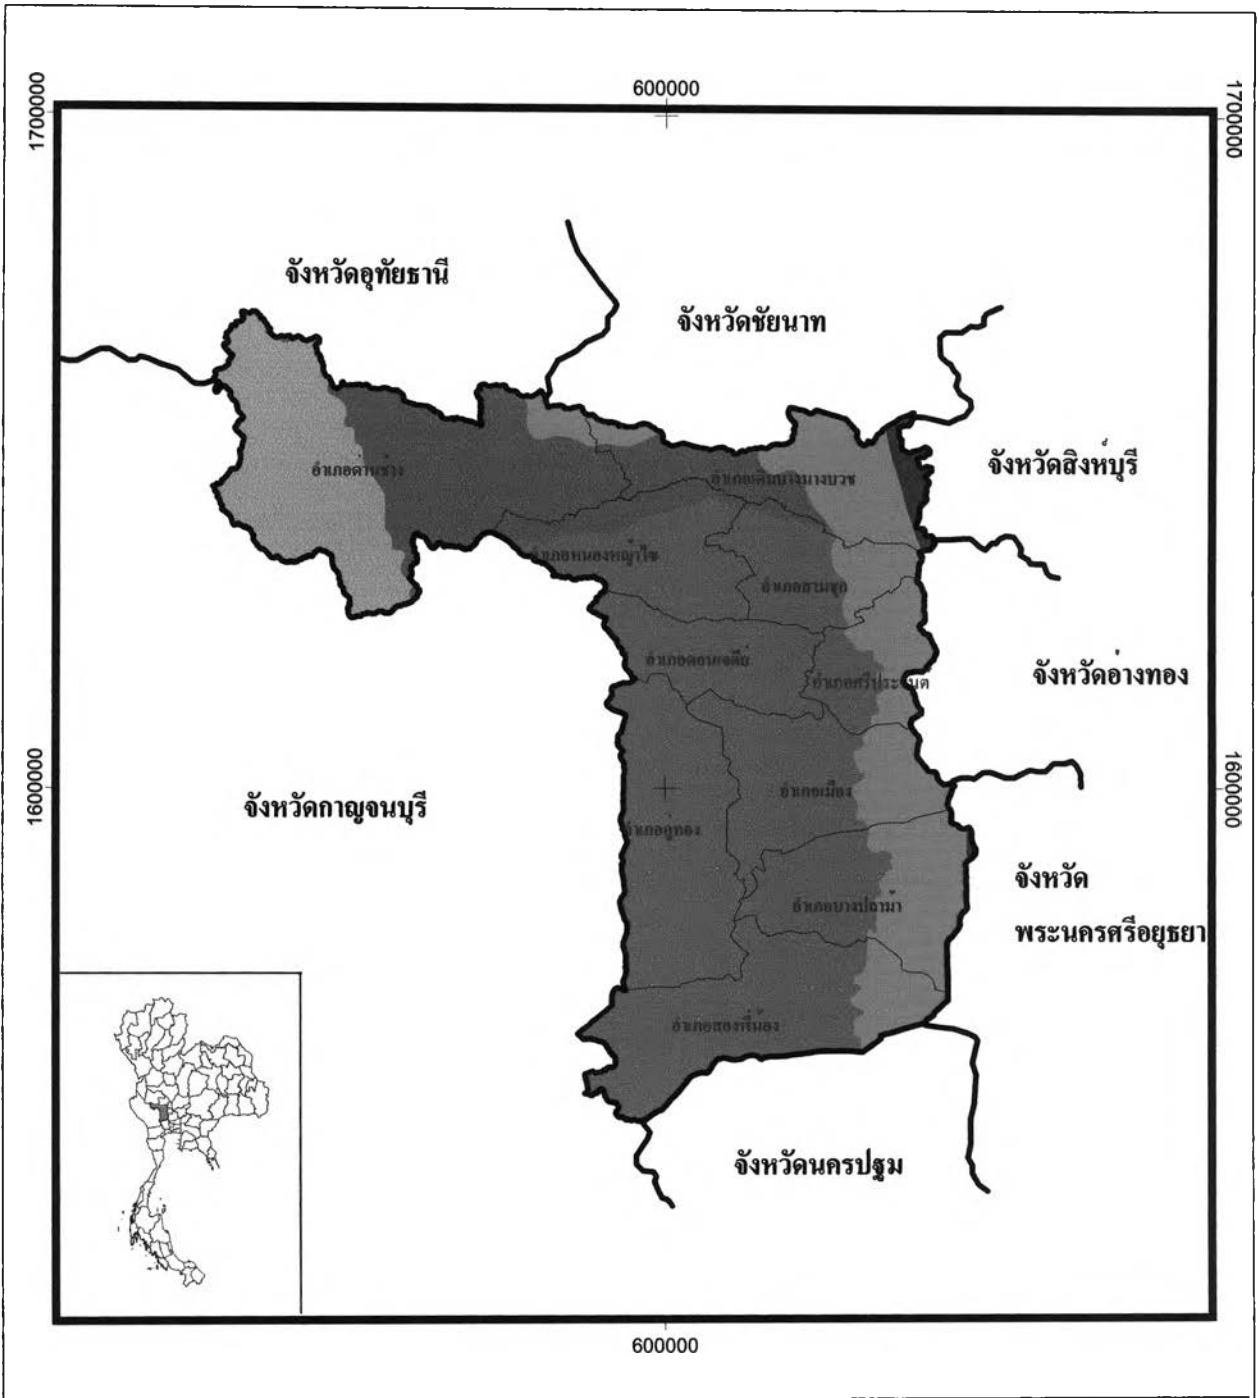 600000
1700000
1700000
จังหวัดอุทัยธานี
จังหวัดชัยนาท
จังหวัดสิงห์บุรี
อำเภอด่านช้าง
อำเภอเดิมบางนางบวช
อำเภอหนองหญ้าไซ
อำเภอสามชุก
อำเภอดอนเจดีย์
อำเภอศรีประจันต์
จังหวัดอ่างทอง
1600000
1600000
จังหวัดกาญจนบุรี
อำเภอเมือง
อำเภออู่ทอง
จังหวัด
พระนครศรีอยุธยา
อำเภอบางปลาม้า
อำเภอสองพี่น้อง
จังหวัดนครปฐม
600000